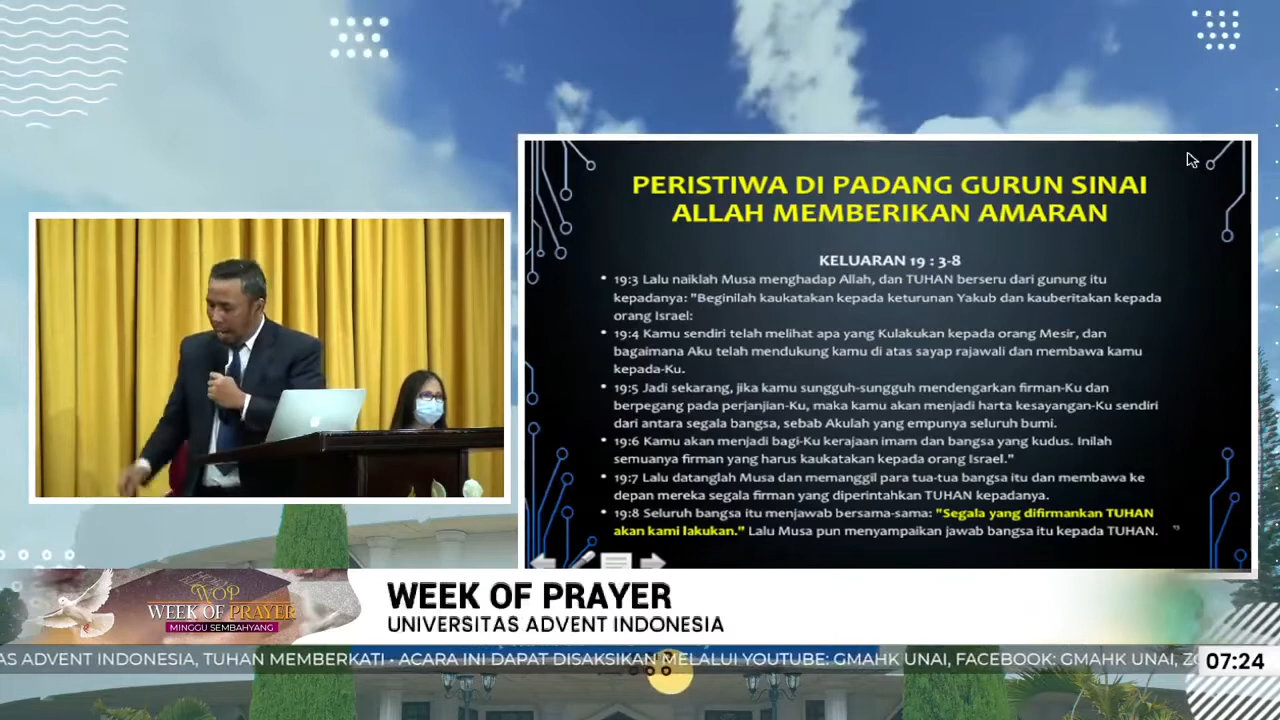 PERISTIWA DI PADANG GURUN SINAI
ALLAH MEMBERIKAN AMARAN
KELUARAN 19 : 3-8
• 19:3 Lalu naiklah Musa menghadap Allah, dan TUHAN berseru dari gunung itu
kepadanya: "Beginilah kaukatakan kepada keturunan Yakub dan kauberitakan kepada
orang Israel:
• 19:4 Kamu sendiri telah melihat apa yang Kulakukan kepada orang Mesir, dan
bagaimana Aku telah mendukung kamu di atas sayap rajawali dan membawa kamu
kepada-Ku.
• 19:5 Jadi sekarang, jika kamu sungguh-sungguh mendengarkan firman-Ku dan
berpegang pada perjanjian-Ku, maka kamu akan menjadi harta kesayangan-Ku sendiri
dari antara segala bangsa, sebab Akulah yang empunya seluruh bumi.
• 19:6 Kamu akan menjadi bagi-Ku kerajaan imam dan bangsa yang kudus. Inilah
semuanya firman yang harus kaukatakan kepada orang Israel."
• 19:7 Lalu datanglah Musa dan memanggil para tua-tua bangsa itu dan membawa ke
depan mereka segala firman yang diperintahkan TUHAN kepadanya.
• 19:8 Seluruh bangsa itu menjawab bersama-sama: "Segala yang difirmankan TUHAN
akan kami lakukan." Lalu Musa pun menyampaikan jawab bangsa itu kepada TUHAN.
WOP
WEEK OF PRAYER
MINGGU SEMBAHYANG
WEEK OF PRAYER
UNIVERSITAS ADVENT INDONESIA
AS ADVENT INDONESIA, TUHAN MEMBERKATI • ACARA INI DAPAT DISAKSIKAN MELALUI YOUTUBE: GMAHK UNAI, FACEBOOK: GMAHK UNAI,
07:24